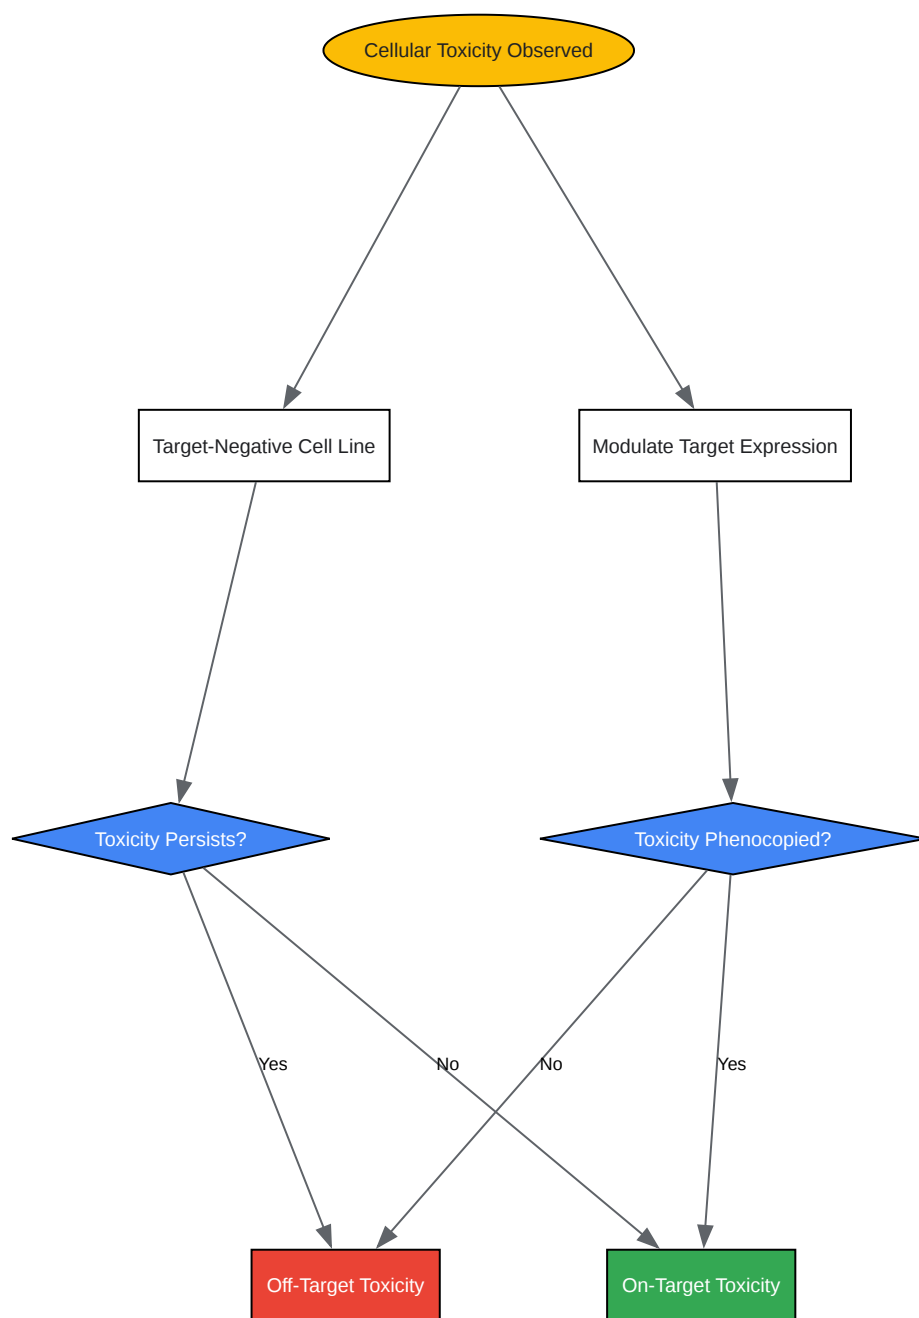 Cellular Toxicity Observed
Target-Negative Cell Line
Modulate Target Expression
Toxicity Persists?
Toxicity Phenocopied?
Yes
No
No
Yes
Off-Target Toxicity
On-Target Toxicity